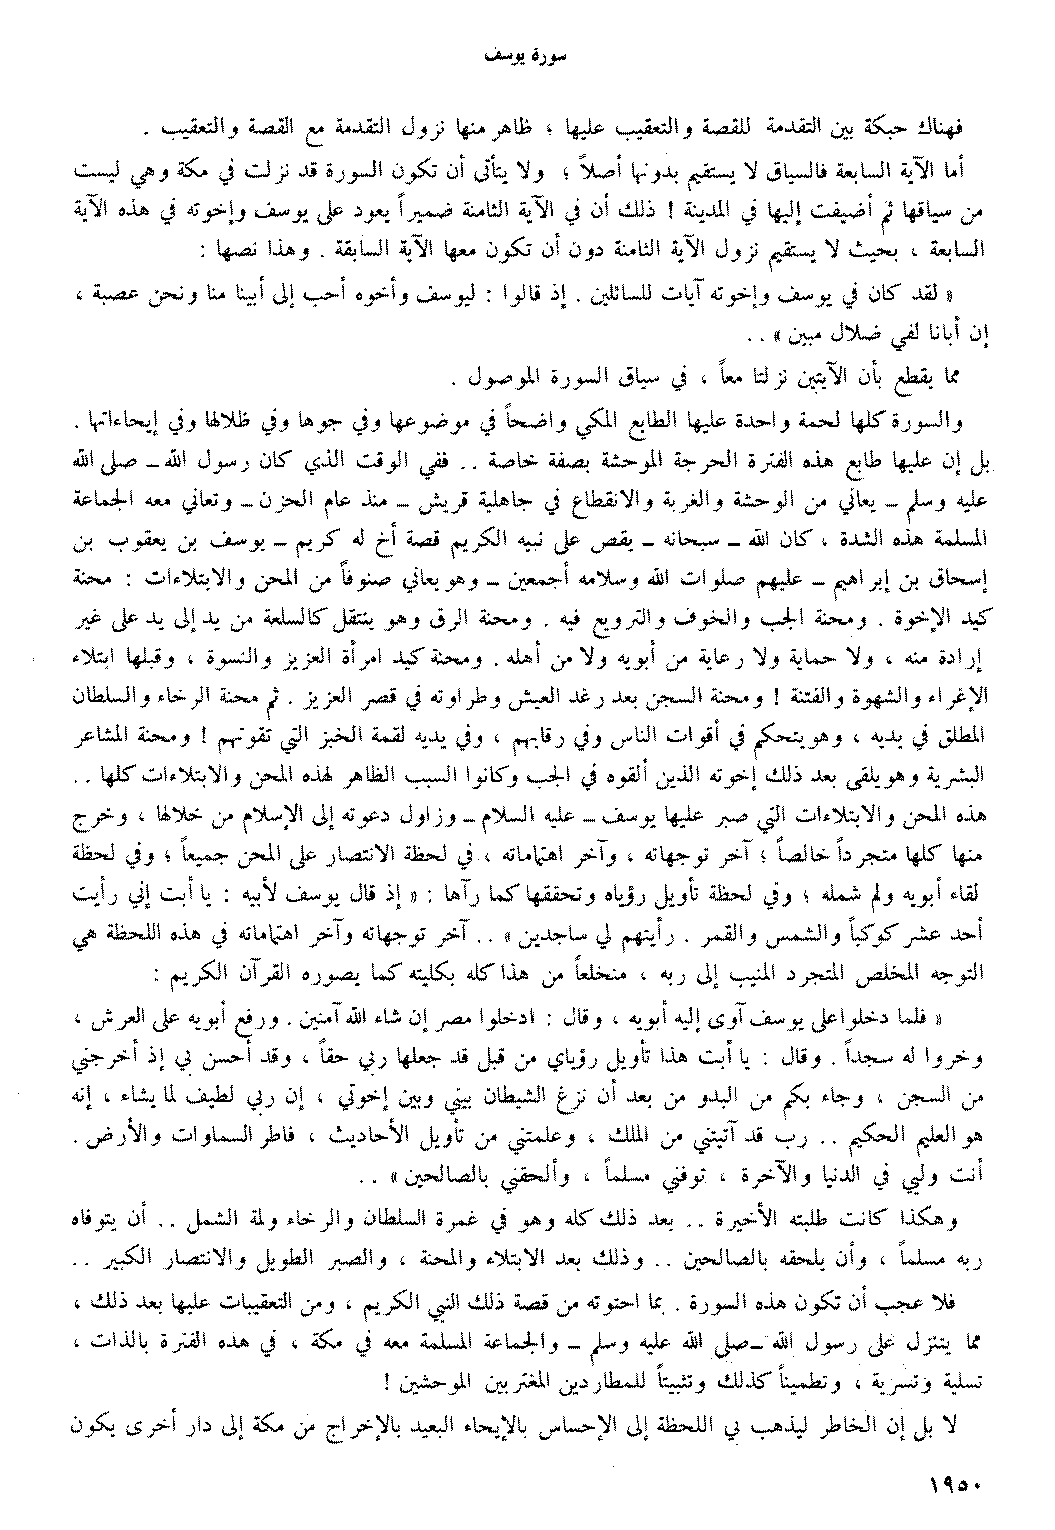 سورة يوسف
فهناك حبكة بين التقدمة للقصة والتعقيب عليها ؛ ظاهر منها نزول التقدمة مع القصة والتعقيب .
أما الآية السابعة فالسياق لا يستقيم بدونها أصلاً ؛ ولا يتأتى أن تكون السورة قد نزلت في مكة وهي ليست
من سياقها ثم أضيفت إليها في المدينة ! ذلك أن في الآية الثامنة ضميراً يعود على يوسف وإخوته في هذه الآية
السابعة ، بحيث لا يستقيم نزول الآية الثامنة دون أن تكون معها الآية السابقة . وهذا نصها :
« لقد كان في يوسف وإخوته آيات للسائلين . إذ قالوا : ليوسف وأخوه أحب إلى أبينا منا ونحن عصبة ،
إن أبانا لفي ضلال مبين » . .
مما يقطع بأن الآيتين نزلتا معاً ، في سياق السورة الموصول .
والسورة كلها لحمة واحدة عليها الطابع المكي واضحاً في موضوعها وفي جوها وفي ظلالها وفي إيحاءاتها .
بل إن عليها طابع هذه الفترة الحرجة الموحشة بصفة خاصة . . ففي الوقت الذي كان رسول الله – صلى الله
عليه وسلم – يعاني من الوحشة والغربة والانقطاع في جاهلية قريش – منذ عام الحزن – وتعاني معه الجماعة
المسلمة هذه الشدة ، كان الله – سبحانه – يقص على نبيه الكريم قصة أخ له كريم – يوسف بن يعقوب بن
إسحاق بن إبراهيم – عليهم صلوات الله وسلامه أجمعين – وهو يعاني صنوفاً من المحن والابتلاءات : محنة
كيد الإخوة . ومحنة الجب والخوف والترويع فيه . ومحنة الرق وهو ينتقل كالسلعة من يد إلى يد على غير
إرادة منه ، ولا حماية ولا رعاية من أبويه ولا من أهله . ومحنة كيد امرأة العزيز والنسوة ، وقبلها ابتلاء
الإغراء والشهوة والفتنة ! ومحنة السجن بعد رغد العيش وطراوته في قصر العزيز . ثم محنة الرخاء والسلطان
المطلق في يديه ، وهو يتحكم في أقوات الناس وفي رقابهم ، وفي يديه لقمة الخبز التي تقوتهم ! ومحنة المشاعر
البشرية وهو يلقى بعد ذلك إخوته الذين ألقوه في الجب وكانوا السبب الظاهر لهذه المحن والابتلاءات كلها . .
هذه المحن والابتلاءات التي صبر عليها يوسف – عليه السلام – وزاول دعوته إلى الإسلام من خلالها ، وخرج
منها كلها متجرداً خالصاً ؛ آخر توجهاته ، وآخر اهتماماته ، في لحظة الانتصار على المحن جميعاً ؛ وفي لحظة
لقاء أبويه ولم شمله ؛ وفي لحظة تأويل رؤياه وتحققها كما رآها : « إذ قال يوسف لأبيه : يا أبت إني رأيت
أحد عشر كوكباً والشمس والقمر . رأيتهم لي ساجدين » . . آخر توجهاته وآخر اهتماماته في هذه اللحظة هي
التوجه المخلص المتجرد المنيب إلى ربه ، منخلعاً من هذا كله بكليته كما يصوره القرآن الكريم :
« فلما دخلوا على يوسف آوى إليه أبويه ، وقال : ادخلوا مصر إن شاء الله آمنين . ورفع أبويه على العرش ،
وخروا له سجداً . وقال : يا أبت هذا تأويل رؤياي من قبل قد جعلها ربي حقاً ، وقد أحسن بي إذ أخرجني
من السجن ، وجاء بكم من البدو من بعد أن نزغ الشيطان بيني وبين إخوتي ، إن ربي لطيف لما يشاء ، إنه
هو العليم الحكيم . . رب قد آتيتني من الملك ، وعلمتني من تأويل الأحاديث ، فاطر السماوات والأرض .
أنت وليي في الدنيا والآخرة ، توفني مسلماً ، وألحقني بالصالحين » . .
وهكذا كانت طلبته الأخيرة . . بعد ذلك كله وهو في غمرة السلطان والرخاء ولمة الشمل . . أن يتوفاه
ربه مسلماً ، وأن يلحقه بالصالحين . . وذلك بعد الابتلاء والمحنة ، والصبر الطويل والانتصار الكبير . .
فلا عجب أن تكون هذه السورة . بما احتوته من قصة ذلك النبي الكريم ، ومن التعقيبات عليها بعد ذلك ،
مما يتنزل على رسول الله – صلى الله عليه وسلم – والجماعة المسلمة معه في مكة ، في هذه الفترة بالذات ،
تسلية وتسرية ، وتطميناً كذلك وتثبيتاً للمطاردين المغتربين الموحشين !
لا بل إن الخاطر ليذهب بي اللحظة إلى الإحساس بالإيحاء البعيد بالإخراج من مكة إلى دار أخرى يكون
١٩٥٠